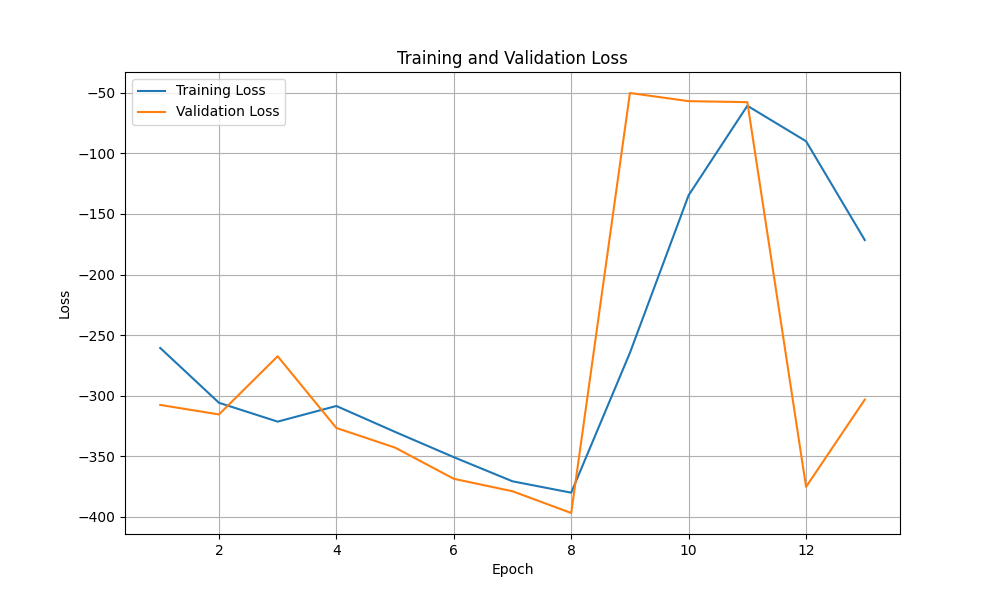 Training and Validation Loss
Training Loss
Validation Loss
−50
−100
−150
−200
−250
−300
−350
−400
Loss
2 4 6 8 10 12
Epoch